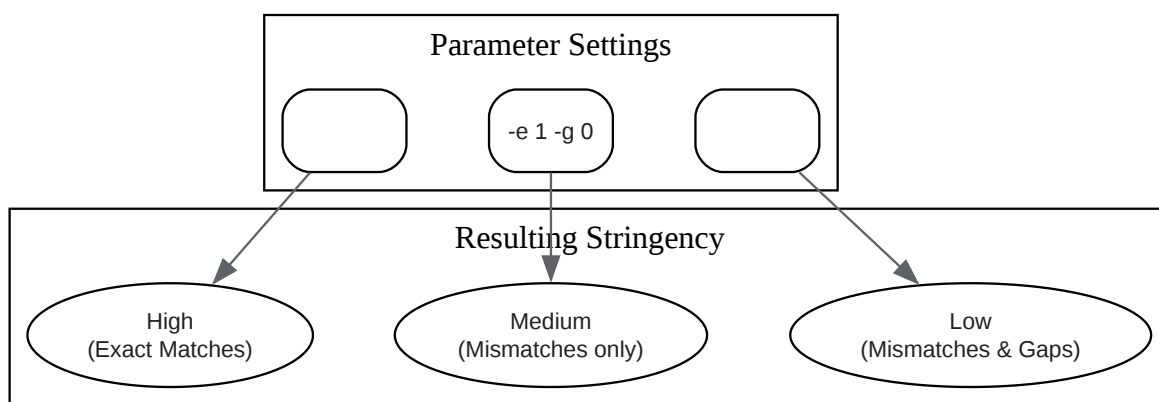 Parameter Settings
-e 1 -g 0
Resulting Stringency
High
(Exact Matches)
Medium
(Mismatches only)
Low
(Mismatches & Gaps)